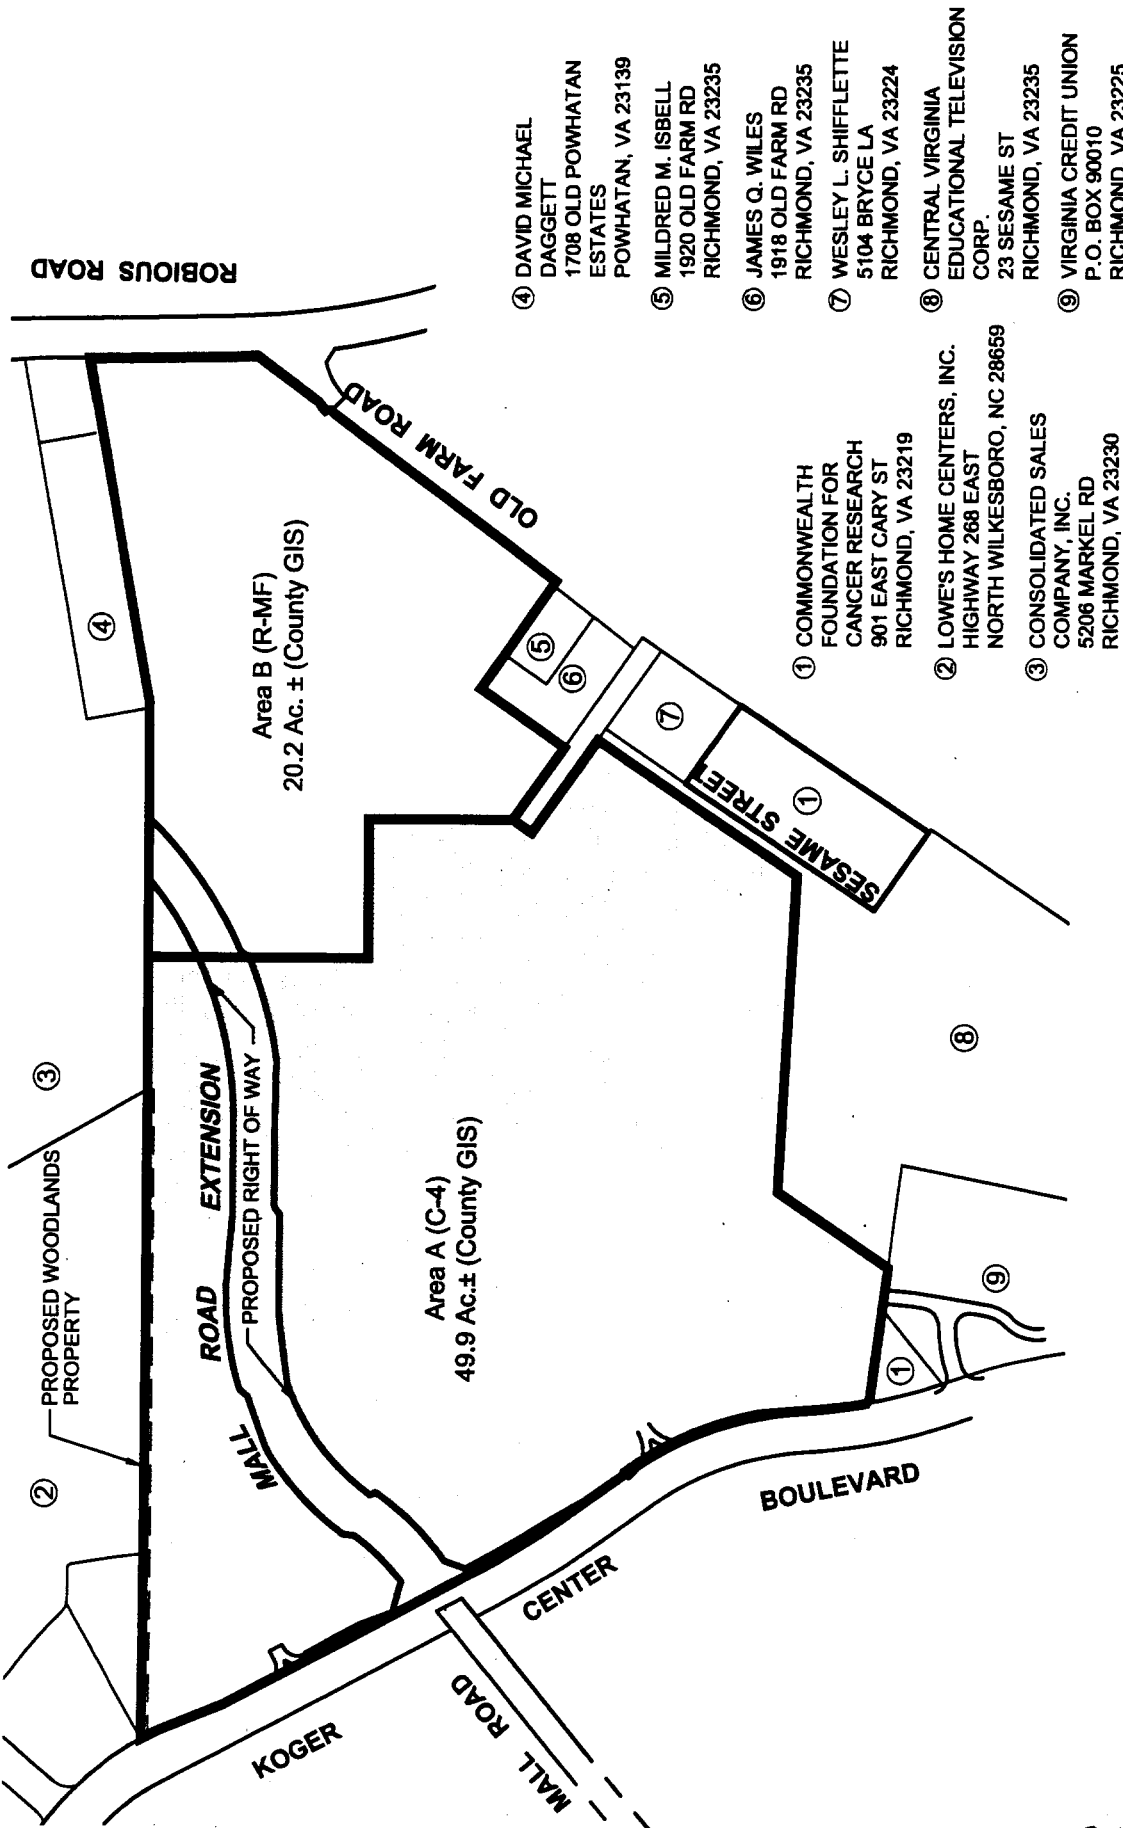 ROBIOUS ROAD
OLD FARM ROAD
④
Area B (R-MF)
20.2 Ac. ± (County GIS)
⑤
⑥
⑦
SESAME STREET
①
③
PROPOSED WOODLANDS
PROPERTY
②
MALL ROAD EXTENSION
PROPOSED RIGHT OF WAY
Area A (C-4)
49.9 Ac.± (County GIS)
⑧
⑨
①
KOGER CENTER BOULEVARD
MALL ROAD
① COMMONWEALTH
FOUNDATION FOR
CANCER RESEARCH
901 EAST CARY ST
RICHMOND, VA 23219
② LOWE'S HOME CENTERS, INC.
HIGHWAY 268 EAST
NORTH WILKESBORO, NC 28659
③ CONSOLIDATED SALES
COMPANY, INC.
5206 MARKEL RD
RICHMOND, VA 23230
④ DAVID MICHAEL
DAGGETT
1708 OLD POWHATAN
ESTATES
POWHATAN, VA 23139
⑤ MILDRED M. ISBELL
1920 OLD FARM RD
RICHMOND, VA 23235
⑥ JAMES Q. WILES
1918 OLD FARM RD
RICHMOND, VA 23235
⑦ WESLEY L. SHIFFLETTE
5104 BRYCE LA
RICHMOND, VA 23224
⑧ CENTRAL VIRGINIA
EDUCATIONAL TELEVISION
CORP.
23 SESAME ST
RICHMOND, VA 23235
⑨ VIRGINIA CREDIT UNION
P.O. BOX 90010
RICHMOND, VA 23225